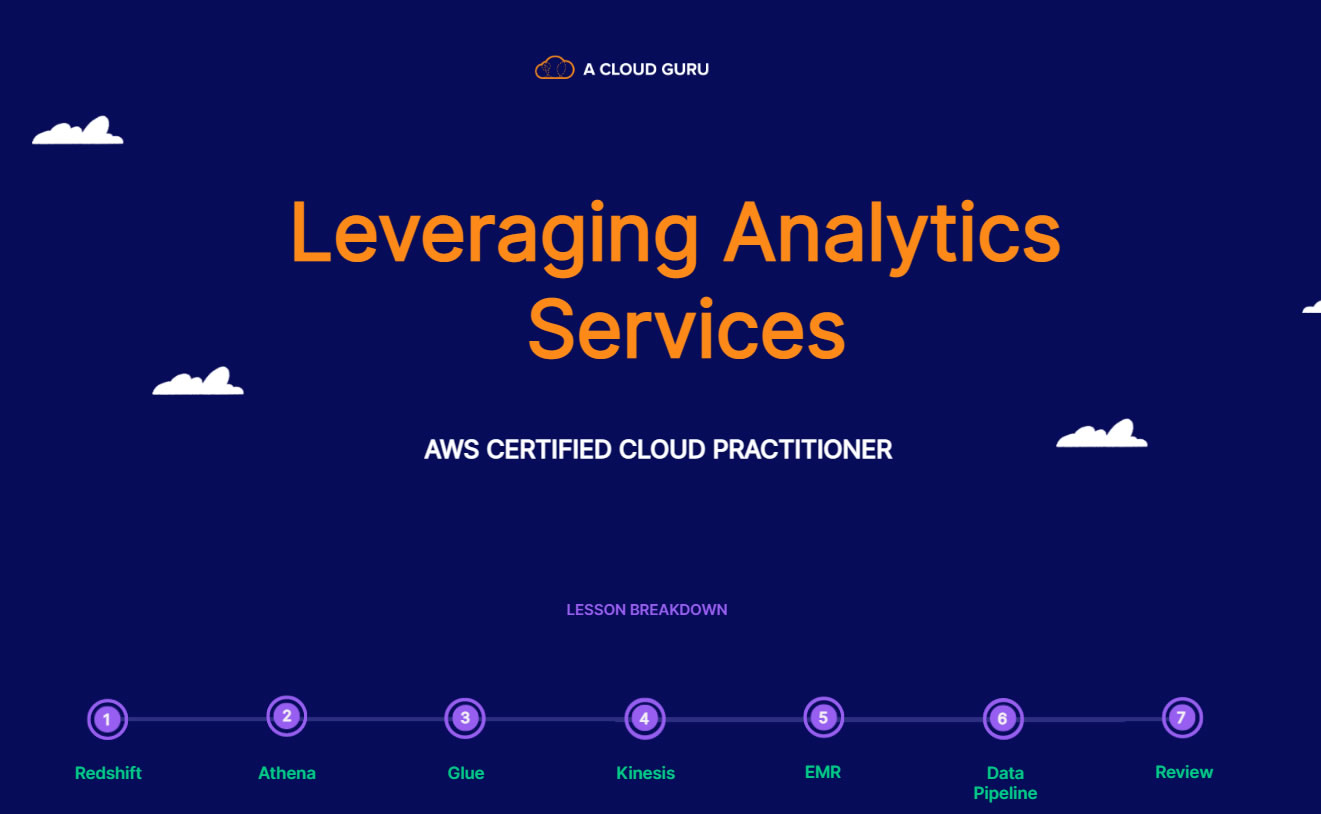 A CLOUD GURU
Leveraging Analytics
Services
AWS CERTIFIED CLOUD PRACTITIONER
LESSON BREAKDOWN
1 2 3 4 5 6 7
Redshift Athena Glue Kinesis EMR Data Pipeline Review